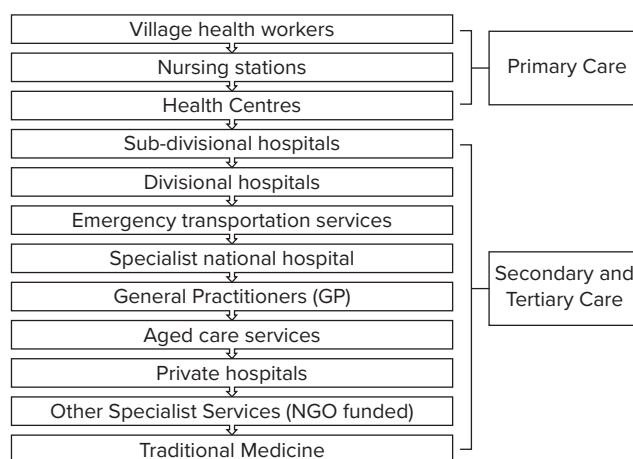 Village health workers
Nursing stations
Health Centres
Primary Care
Sub-divisional hospitals
Divisional hospitals
Emergency transportation services
Specialist national hospital
General Practitioners (GP)
Aged care services
Private hospitals
Other Specialist Services (NGO funded)
Traditional Medicine
Secondary and
Tertiary Care